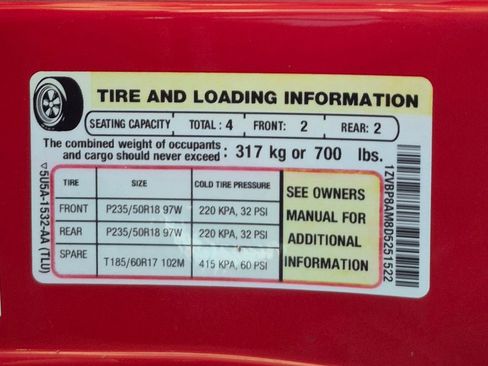 TIRE AND LOADING INFORMATION
SEATING CAPACITY TOTAL : 4 FRONT: 2 REAR: 2
The combined weight of occupants
and cargo should never exceed : 317 kg or 700 lbs.
TIRE SIZE COLD TIRE PRESSURE
FRONT P235/50R18 97W 220 KPA, 32 PSI
REAR P235/50R18 97W 220 KPA, 32 PSI
SPARE T185/60R17 102M 415 KPA, 60 PSI
SEE OWNERS
MANUAL FOR
ADDITIONAL
INFORMATION
5U5A-1532-AA (TLU)
1ZVBP8AM8D5251522